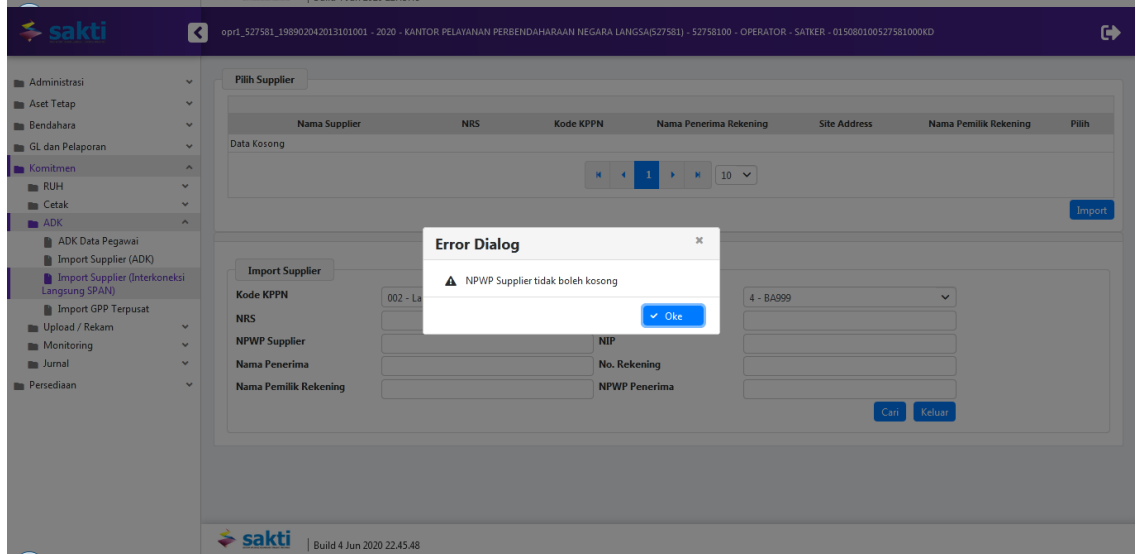 sakti
opr1_527581_198902042013101001 - 2020 - KANTOR PELAYANAN PERBENDAHARAAN NEGARA LANGSA(527581) - 52758100 - OPERATOR - SATKER - 015080100527581000KD
Administrasi
Aset Tetap
Bendahara
GL dan Pelaporan
Komitmen
RUH
Cetak
ADK
ADK Data Pegawai
Import Supplier (ADK)
Import Supplier (Interkoneksi
Langsung SPAN)
Import GPP Terpusat
Upload / Rekam
Monitoring
Jurnal
Persediaan
Pilih Supplier
Nama Supplier NRS Kode KPPN Nama Penerima Rekening Site Address Nama Pemilik Rekening Pilih
Data Kosong
1 10
Import
Error Dialog
NPWP Supplier tidak boleh kosong
Oke
Import Supplier
Kode KPPN 002 - La 4 - BA999
NRS
NPWP Supplier NIP
Nama Penerima No. Rekening
Nama Pemilik Rekening NPWP Penerima
Cari Keluar
sakti | Build 4 Jun 2020 22.45.48